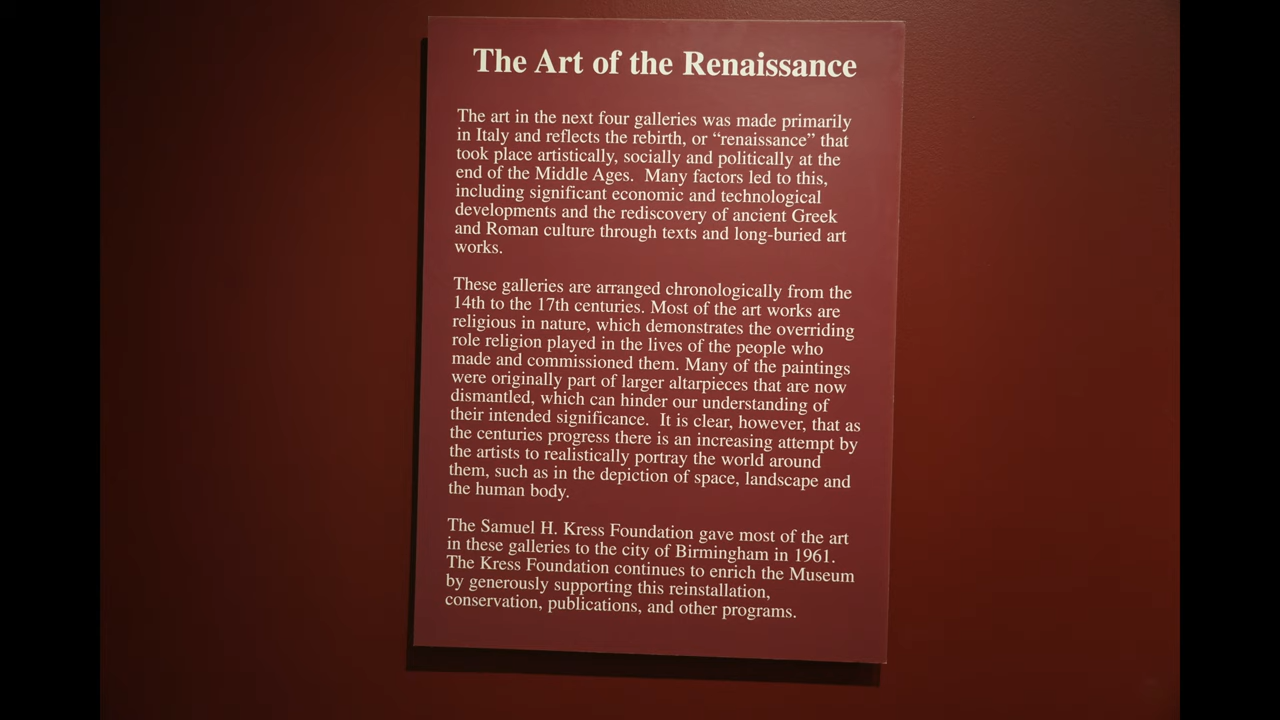 The Art of the Renaissance
The art in the next four galleries was made primarily
in Italy and reflects the rebirth, or “renaissance” that
took place artistically, socially and politically at the
end of the Middle Ages.  Many factors led to this,
including significant economic and technological
developments and the rediscovery of ancient Greek
and Roman culture through texts and long-buried art
works.
These galleries are arranged chronologically from the
14th to the 17th centuries. Most of the art works are
religious in nature, which demonstrates the overriding
role religion played in the lives of the people who
made and commissioned them. Many of the paintings
were originally part of larger altarpieces that are now
dismantled, which can hinder our understanding of
their intended significance.  It is clear, however, that as
the centuries progress there is an increasing attempt by
the artists to realistically portray the world around
them, such as in the depiction of space, landscape and
the human body.
The Samuel H. Kress Foundation gave most of the art
in these galleries to the city of Birmingham in 1961.
The Kress Foundation continues to enrich the Museum
by generously supporting this reinstallation,
conservation, publications, and other programs.